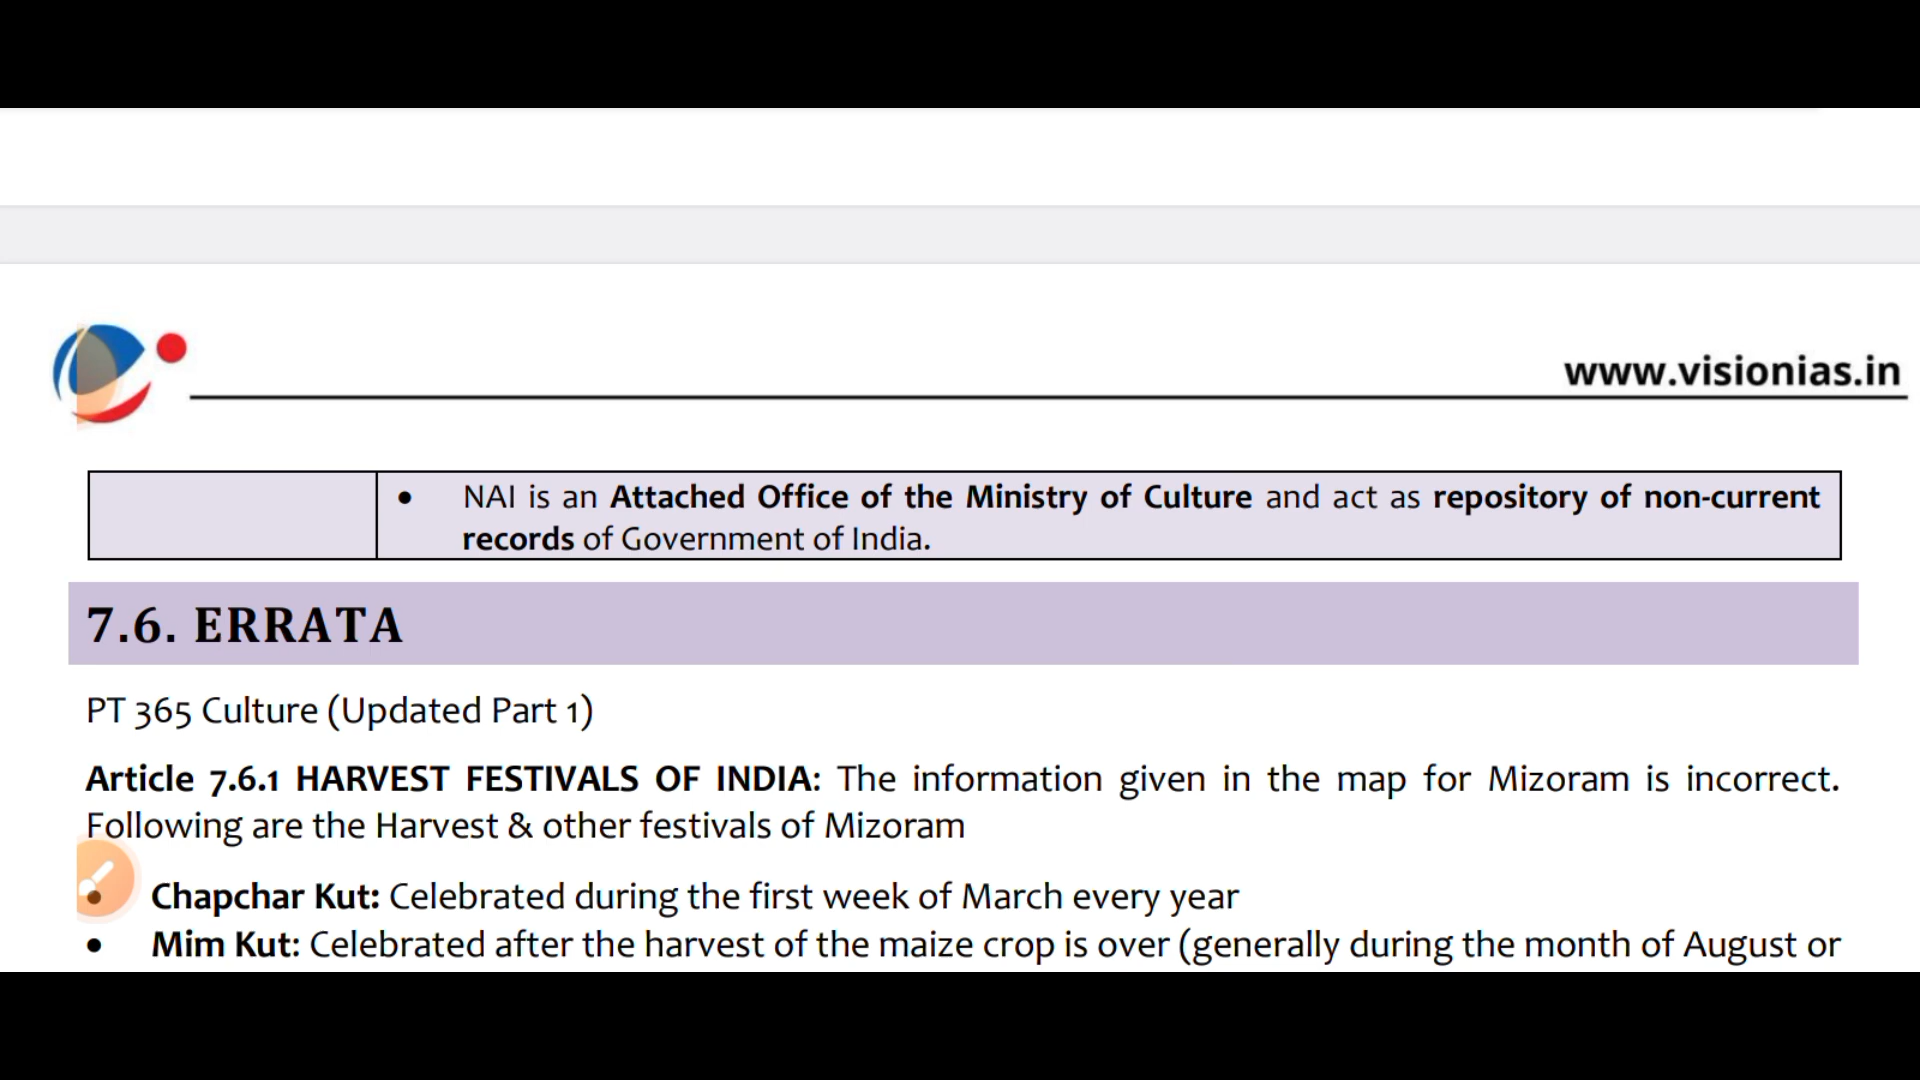 www.visionias.in
• NAI is an Attached Office of the Ministry of Culture and act as repository of non-current
records of Government of India.
7.6. ERRATA
PT 365 Culture (Updated Part 1)
Article 7.6.1 HARVEST FESTIVALS OF INDIA: The information given in the map for Mizoram is incorrect.
Following are the Harvest & other festivals of Mizoram
• Chapchar Kut: Celebrated during the first week of March every year
• Mim Kut: Celebrated after the harvest of the maize crop is over (generally during the month of August or